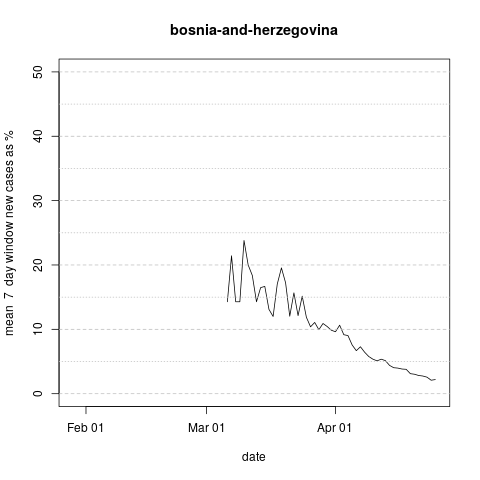 bosnia-and-herzegovina
mean  7  day window new cases as %
50
40
30
20
10
0
Feb 01
Mar 01
Apr 01
date